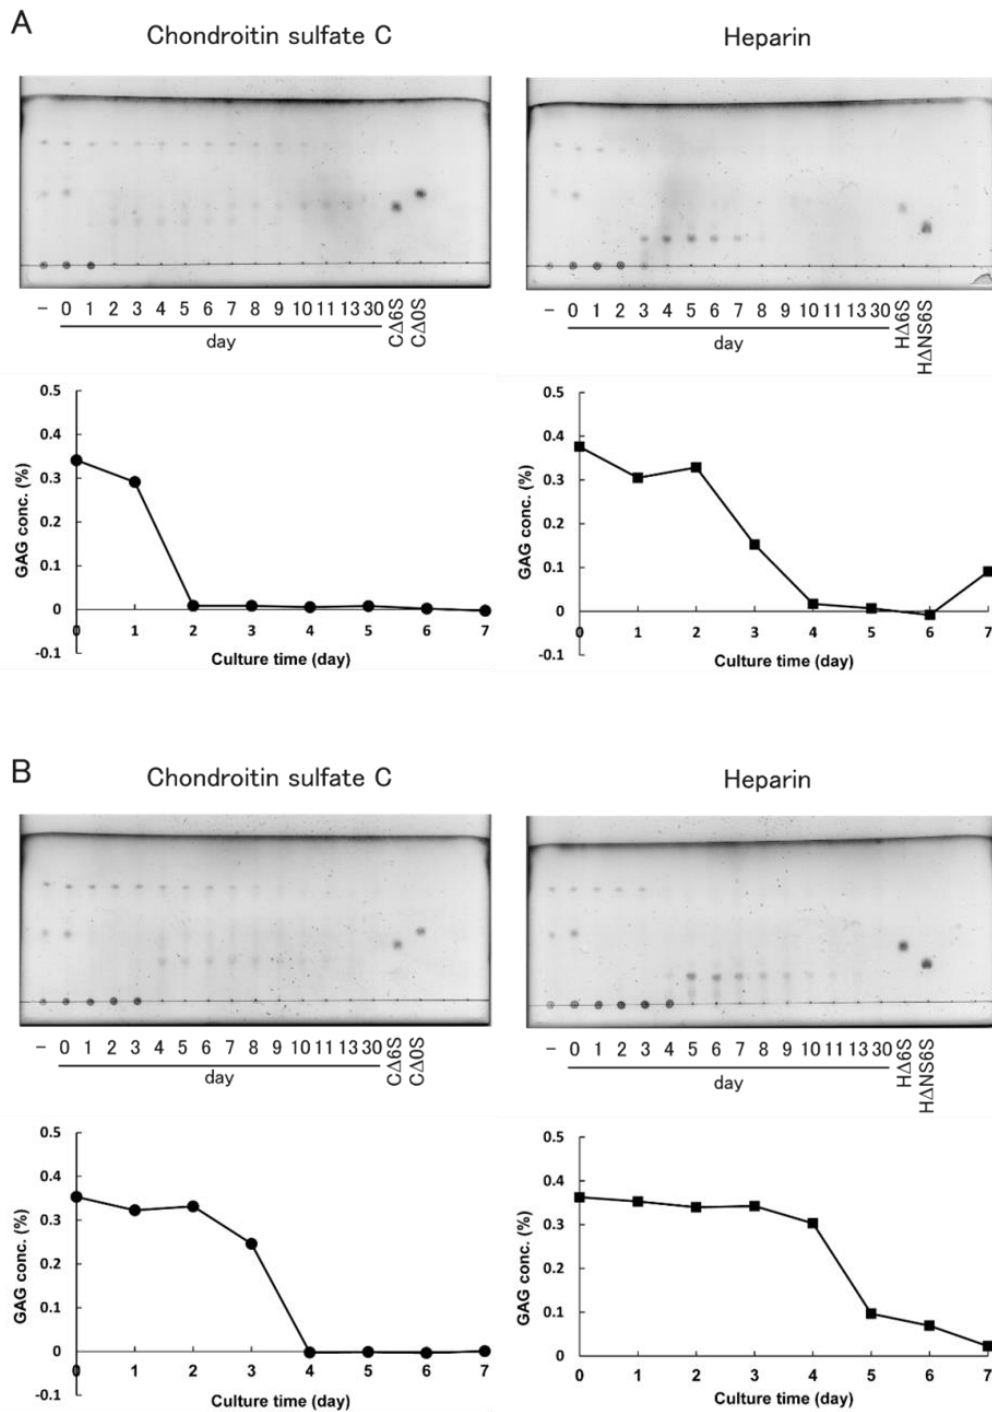 A
Chondroitin sulfate C
Heparin
− 0 1 2 3 4 5 6 7 8 9 10 11 13 30 CΔ6S CΔ0S
day
− 0 1 2 3 4 5 6 7 8 9 10 11 13 30 HΔ6S HΔNS6S
day
GAG conc. (%)
0.5
0.4
0.3
0.2
0.1
0
-0.1
0 1 2 3 4 5 6 7
Culture time (day)
GAG conc. (%)
0.5
0.4
0.3
0.2
0.1
0
-0.1
0 1 2 3 4 5 6 7
Culture time (day)
B
Chondroitin sulfate C
Heparin
− 0 1 2 3 4 5 6 7 8 9 10 11 13 30 CΔ6S CΔ0S
day
− 0 1 2 3 4 5 6 7 8 9 10 11 13 30 HΔ6S HΔNS6S
day
GAG conc. (%)
0.5
0.4
0.3
0.2
0.1
0
-0.1
0 1 2 3 4 5 6 7
Culture time (day)
GAG conc. (%)
0.5
0.4
0.3
0.2
0.1
0
0 1 2 3 4 5 6 7
Culture time (day)